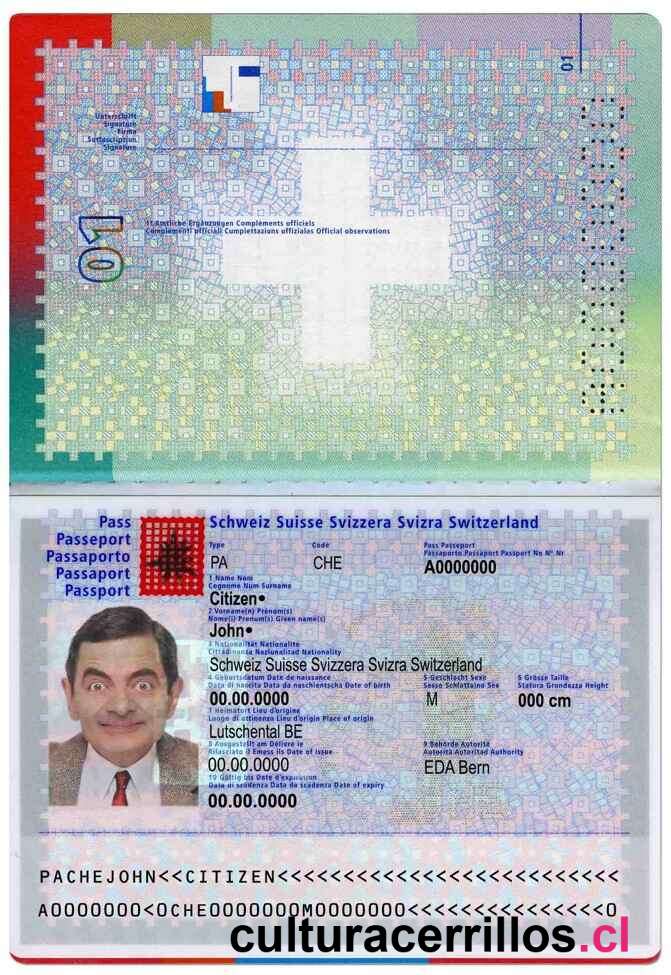 01
Unterschrift
Signature
Firma
Suttascripziun
Signature
01
11 Amtliche Ergänzungen Compléments officiels
Complementi ufficiali Cumplettaziuns uffizialas Official observations
Pass
Passeport
Passaporto
Passaport
Passport
Schweiz Suisse Svizzera Svizra Switzerland
Type
Code
Pass Passeport
Passaporto Passaport Passport No N° Nr
PA
CHE
A0000000
1 Name Nom
Cognome Num Surname
Citizen•
2 Vorname(n) Prénom(s)
Nome(i) Prenum(s) Given name(s)
John•
3 Nationalität Nationalité
Cittadinanza Naziunalitad Nationality
Schweiz Suisse Svizzera Svizra Switzerland
4 Geburtsdatum Date de naissance
Data di nascita Data da naschientscha Date of birth
00.00.0000
5 Geschlecht Sexe
Sesso Schlattaina Sex
M
6 Grösse Taille
Statura Grondezza Height
000 cm
7 Heimatort Lieu d'origine
Luogo di attinenza Lieu d'origin Place of origin
Lutschental BE
8 Ausgestellt am Délivré le
Rilasciato il Emess ils Date of issue
00.00.0000
9 Behörde Autorité
Autorità Autoritad Authority
EDA Bern
10 Gültig bis Date d'expiration
Data di scadenza Data da scadenza Date of expiry
00.00.0000
PACHEJOHN<<CITIZEN<<<<<<<<<<<<<<<<<<<<<<<<<<
A0000000<0CHE0000000M0000000<<<<<<<<<<<<<<<0
culturacerrillos.cl